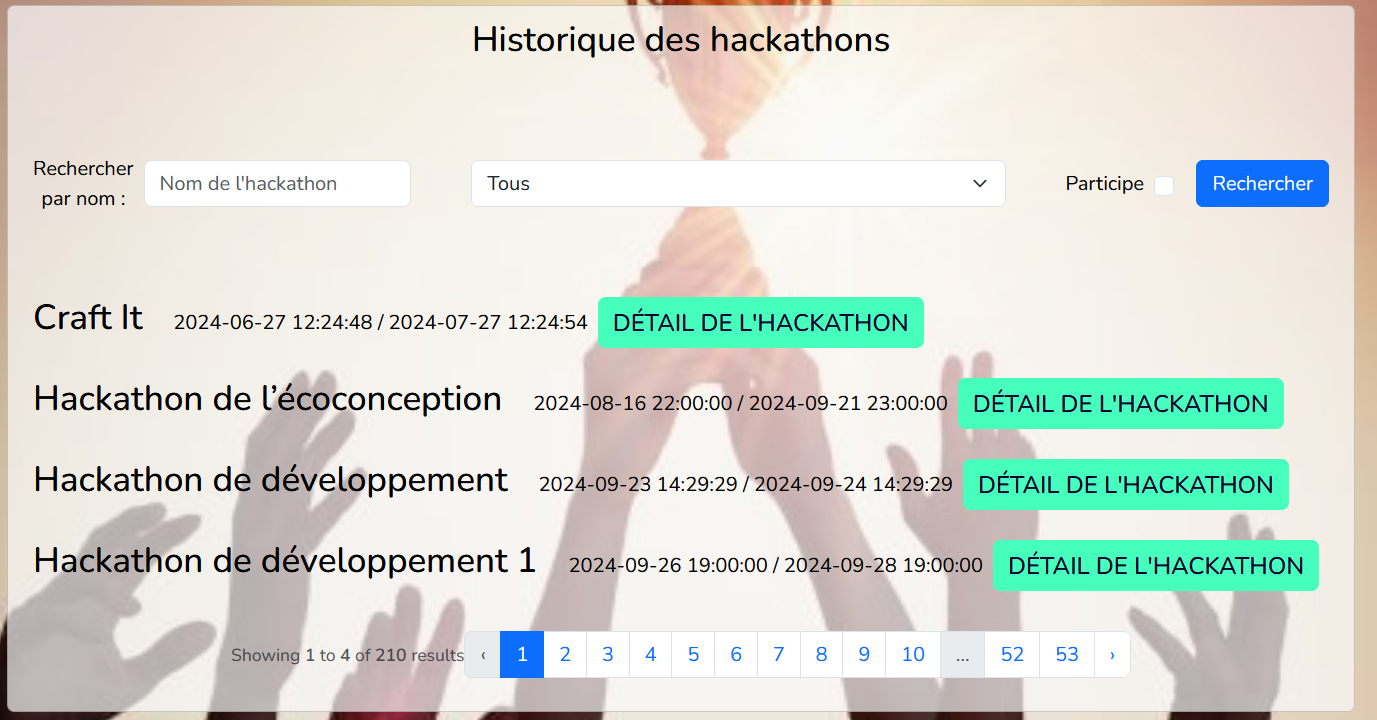 Historique des hackathons
Rechercher
par nom :
Nom de l'hackathon
Tous
Participe
Rechercher
Craft It 2024-06-27 12:24:48 / 2024-07-27 12:24:54 DÉTAIL DE L'HACKATHON
Hackathon de l’écoconception 2024-08-16 22:00:00 / 2024-09-21 23:00:00 DÉTAIL DE L'HACKATHON
Hackathon de développement 2024-09-23 14:29:29 / 2024-09-24 14:29:29 DÉTAIL DE L'HACKATHON
Hackathon de développement 1 2024-09-26 19:00:00 / 2024-09-28 19:00:00 DÉTAIL DE L'HACKATHON
Showing 1 to 4 of 210 results ‹ 1 2 3 4 5 6 7 8 9 10 ... 52 53 ›